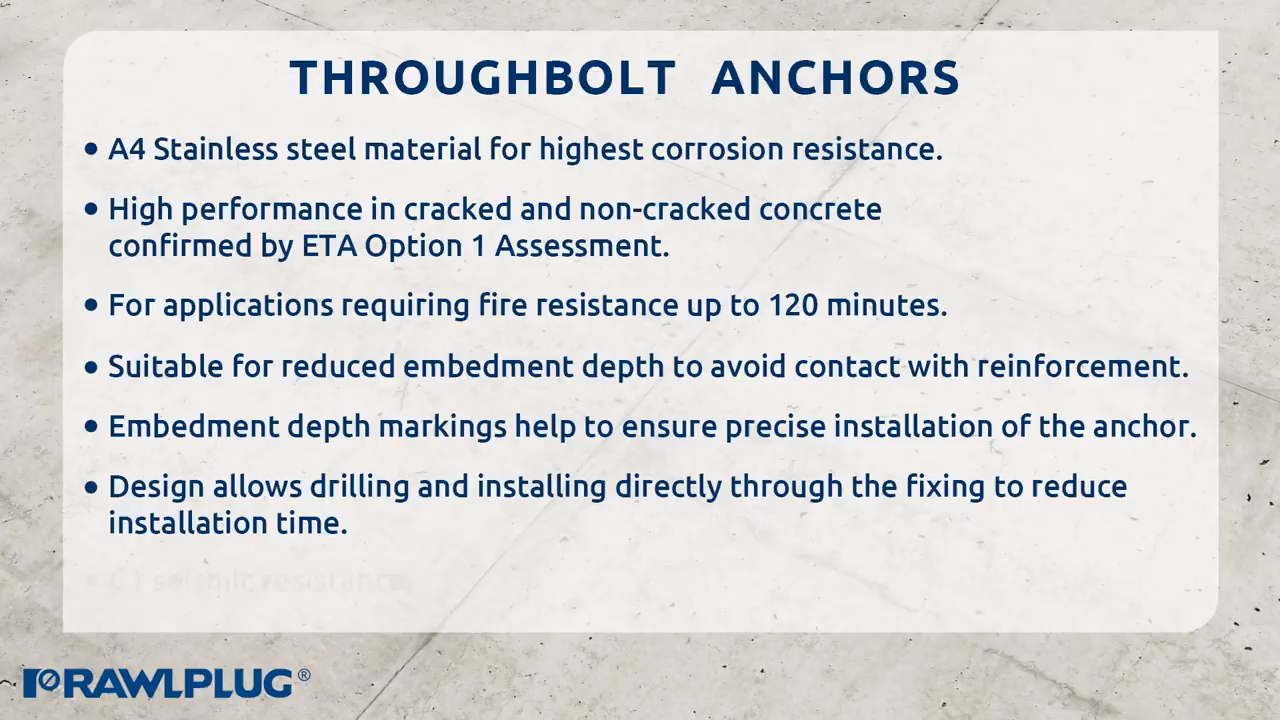 THROUGHBOLT ANCHORS
• A4 Stainless steel material for highest corrosion resistance.
• High performance in cracked and non-cracked concrete
confirmed by ETA Option 1 Assessment.
• For applications requiring fire resistance up to 120 minutes.
• Suitable for reduced embedment depth to avoid contact with reinforcement.
• Embedment depth markings help to ensure precise installation of the anchor.
• Design allows drilling and installing directly through the fixing to reduce
installation time.
• C1 seismic resistance
RAWLPLUG®